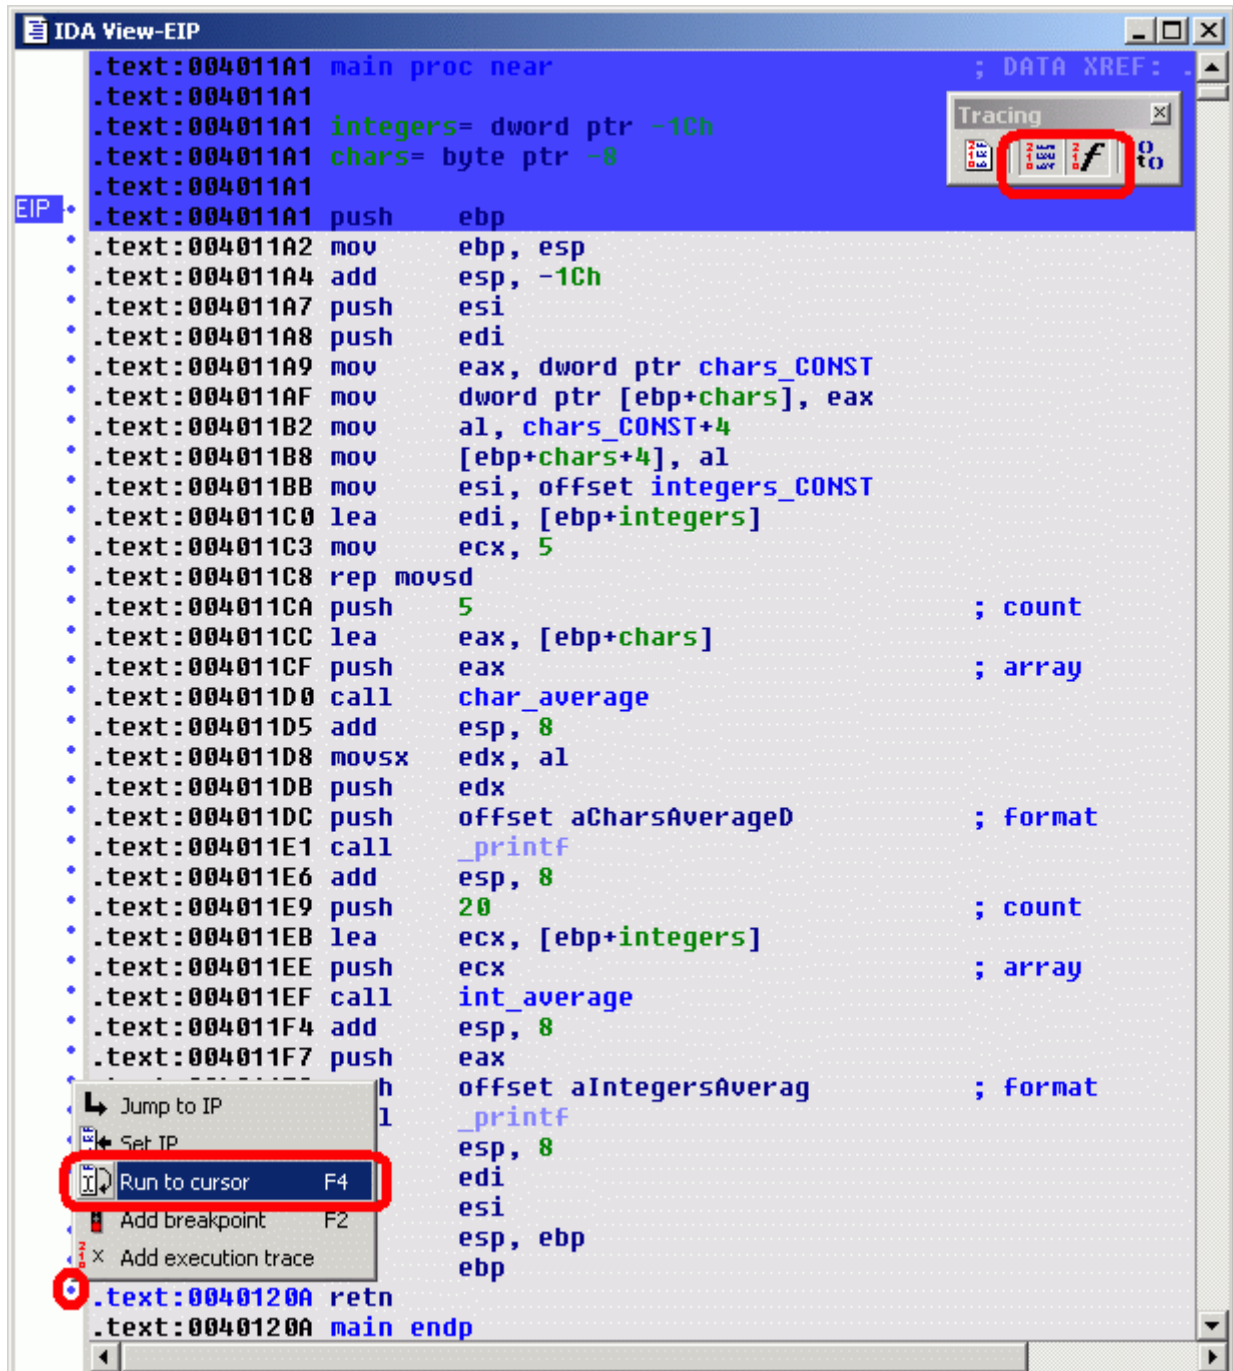 IDA View-EIP
.text:004011A1 main proc near ; DATA XREF: .
.text:004011A1
.text:004011A1 integers= dword ptr -1Ch
.text:004011A1 chars= byte ptr -8
.text:004011A1
.text:004011A1 push ebp
.text:004011A2 mov ebp, esp
.text:004011A4 add esp, -1Ch
.text:004011A7 push esi
.text:004011A8 push edi
.text:004011A9 mov eax, dword ptr chars_CONST
.text:004011AF mov dword ptr [ebp+chars], eax
.text:004011B2 mov al, chars_CONST+4
.text:004011B8 mov [ebp+chars+4], al
.text:004011BB mov esi, offset integers_CONST
.text:004011C0 lea edi, [ebp+integers]
.text:004011C3 mov ecx, 5
.text:004011C8 rep movsd
.text:004011CA push 5 ; count
.text:004011CC lea eax, [ebp+chars]
.text:004011CF push eax ; array
.text:004011D0 call char_average
.text:004011D5 add esp, 8
.text:004011D8 movsx edx, al
.text:004011DB push edx
.text:004011DC push offset aCharsAverageD ; format
.text:004011E1 call _printf
.text:004011E6 add esp, 8
.text:004011E9 push 20 ; count
.text:004011EB lea ecx, [ebp+integers]
.text:004011EE push ecx ; array
.text:004011EF call int_average
.text:004011F4 add esp, 8
.text:004011F7 push eax
h offset aIntegersAverag ; format
l _printf
esp, 8
edi
esi
esp, ebp
ebp
.text:0040120A retn
.text:0040120A main endp
EIP
Tracing
Jump to IP
Set IP
Run to cursor F4
Add breakpoint F2
Add execution trace